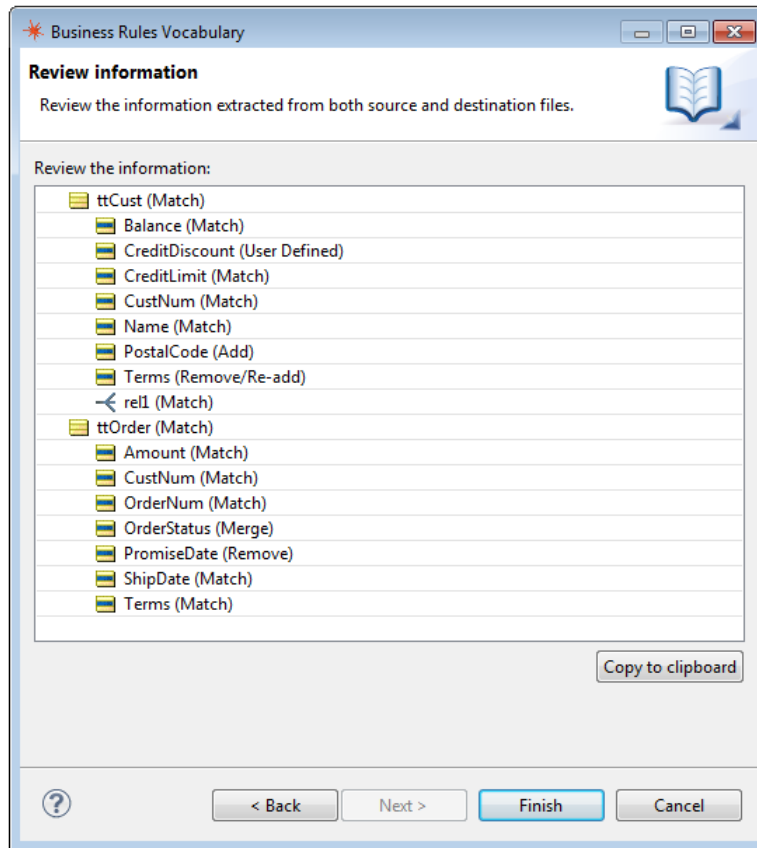 Business Rules Vocabulary
Review information
Review the information extracted from both source and destination files.
Review the information:
ttCust (Match)
Balance (Match)
CreditDiscount (User Defined)
CreditLimit (Match)
CustNum (Match)
Name (Match)
PostalCode (Add)
Terms (Remove/Re-add)
rel1 (Match)
ttOrder (Match)
Amount (Match)
CustNum (Match)
OrderNum (Match)
OrderStatus (Merge)
PromiseDate (Remove)
ShipDate (Match)
Terms (Match)
Copy to clipboard
? < Back Next > Finish Cancel